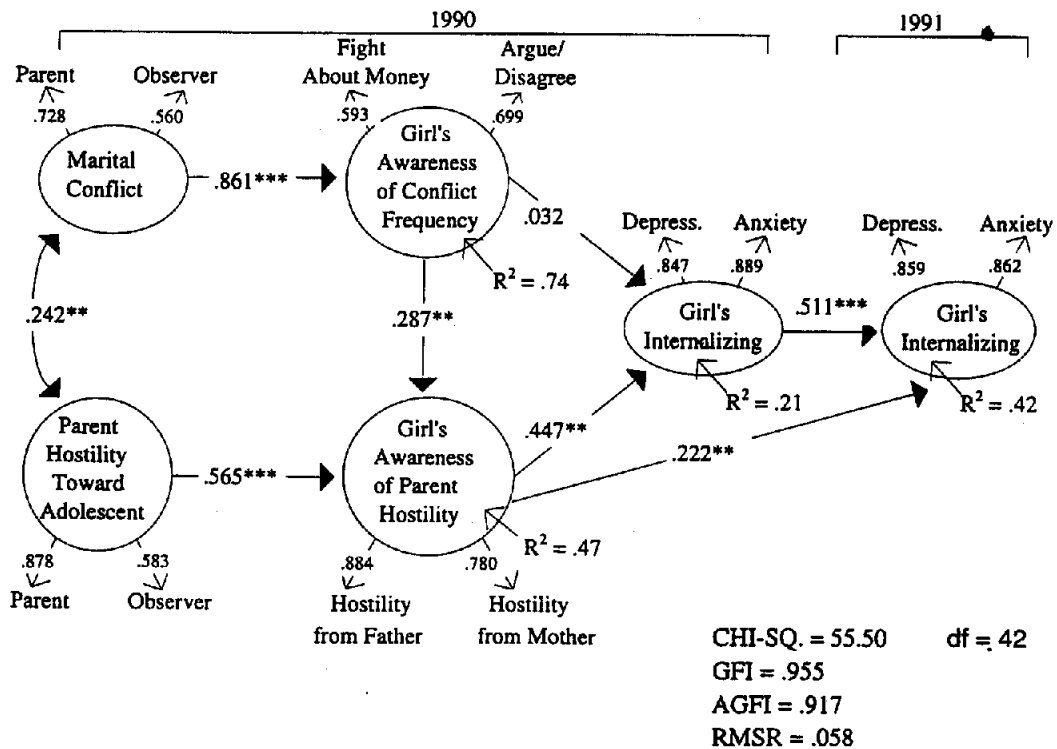 1990
1991
Parent
Observer
Fight
About Money
Argue/
Disagree
.728
.560
.593
.699
Marital
Conflict
.861***
Girl's
Awareness
of Conflict
Frequency
.032
R² = .74
Depress.
Anxiety
Depress.
Anxiety
.847
.889
.859
.862
.242**
.287**
Girl's
Internalizing
.511***
Girl's
Internalizing
R² = .21
R² = .42
Parent
Hostility
Toward
Adolescent
.565***
Girl's
Awareness
of Parent
Hostility
.447**
.222**
R² = .47
.878
.583
.884
.780
Parent
Observer
Hostility
from Father
Hostility
from Mother
CHI-SQ. = 55.50 df = 42
GFI = .955
AGFI = .917
RMSR = .058